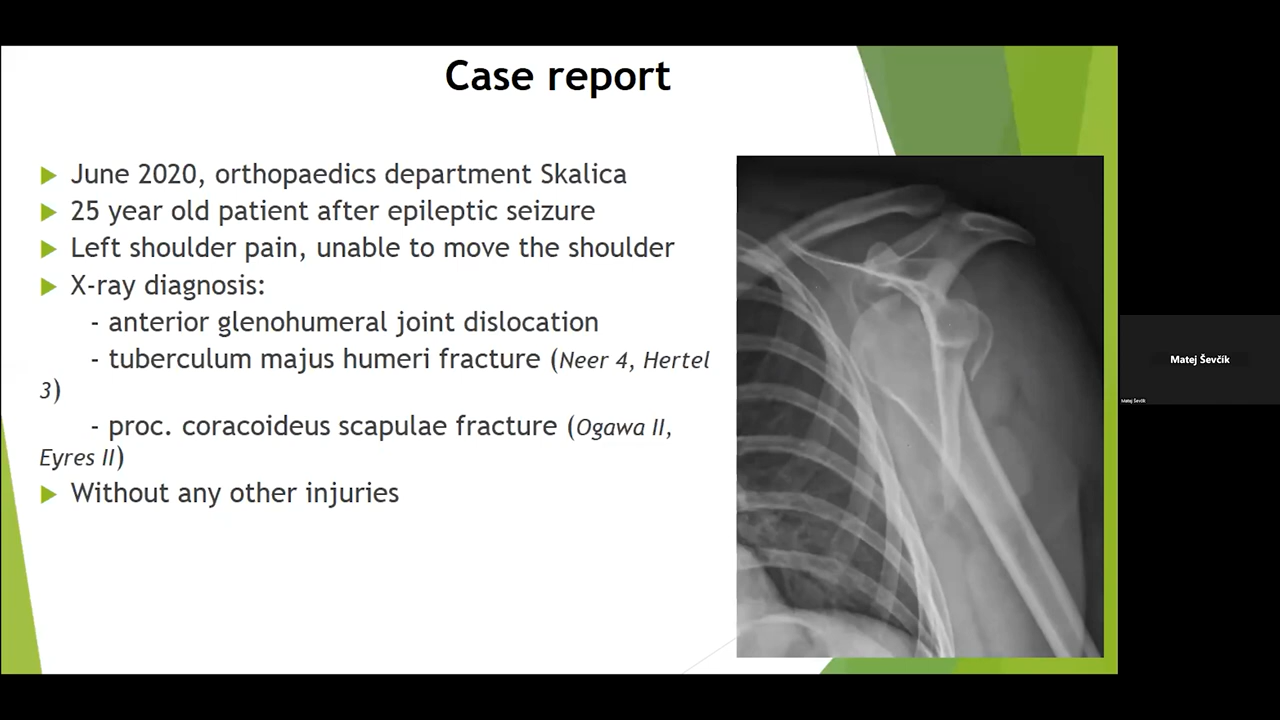 Case report
June 2020, orthopaedics department Skalica
25 year old patient after epileptic seizure
Left shoulder pain, unable to move the shoulder
X-ray diagnosis:
- anterior glenohumeral joint dislocation
- tuberculum majus humeri fracture (Neer 4, Hertel
3)
- proc. coracoideus scapulae fracture (Ogawa II,
Eyres II)
Without any other injuries
Matej Ševčík
Matej Ševčík